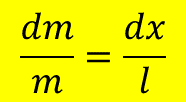 dm/m = dx/l